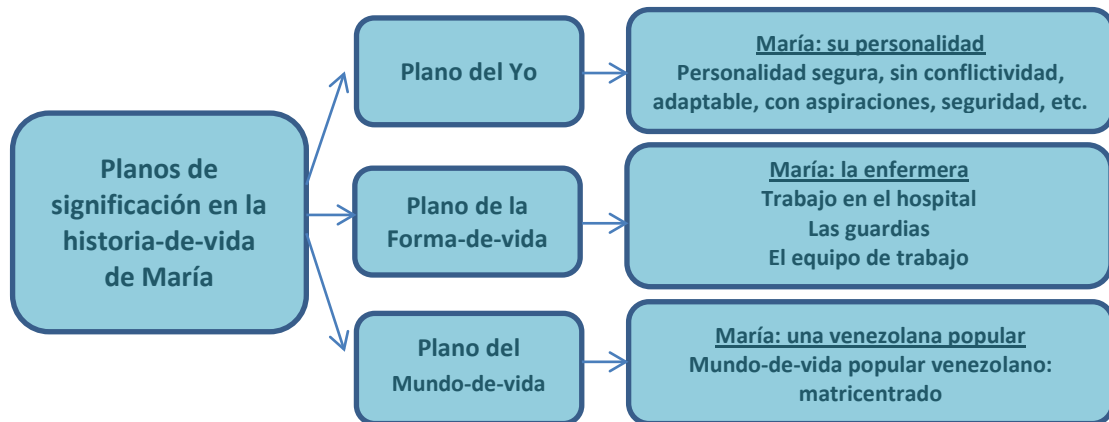 Planos de
significación en la
historia-de-vida
de María
Plano del Yo
María: su personalidad
Personalidad segura, sin conflictividad,
adaptable, con aspiraciones, seguridad, etc.
Plano de la
Forma-de-vida
María: la enfermera
Trabajo en el hospital
Las guardias
El equipo de trabajo
Plano del
Mundo-de-vida
María: una venezolana popular
Mundo-de-vida popular venezolano:
matricentrado